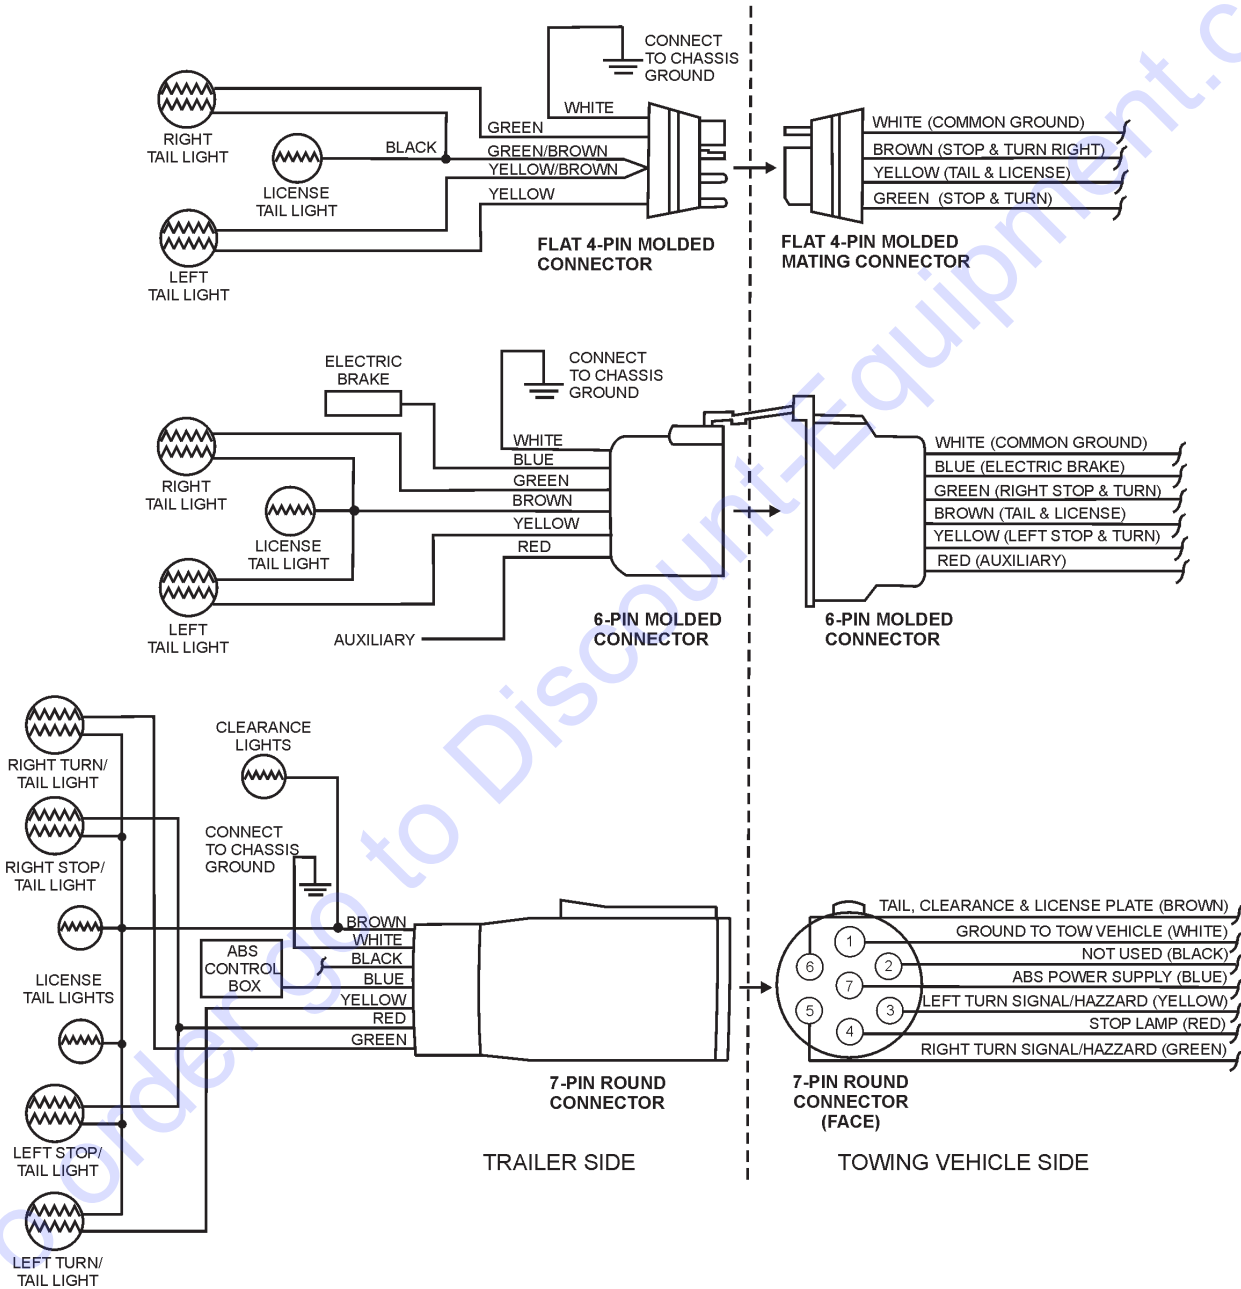 CONNECT
TO CHASSIS
GROUND
WHITE
GREEN
BLACK
GREEN/BROWN
YELLOW/BROWN
YELLOW
RIGHT
TAIL LIGHT
LICENSE
TAIL LIGHT
LEFT
TAIL LIGHT
FLAT 4-PIN MOLDED
CONNECTOR
WHITE (COMMON GROUND)
BROWN (STOP & TURN RIGHT)
YELLOW (TAIL & LICENSE)
GREEN (STOP & TURN)
FLAT 4-PIN MOLDED
MATING CONNECTOR
ELECTRIC
BRAKE
CONNECT
TO CHASSIS
GROUND
WHITE
BLUE
GREEN
BROWN
YELLOW
RED
RIGHT
TAIL LIGHT
LICENSE
TAIL LIGHT
LEFT
TAIL LIGHT
AUXILIARY
6-PIN MOLDED
CONNECTOR
WHITE (COMMON GROUND)
BLUE (ELECTRIC BRAKE)
GREEN (RIGHT STOP & TURN)
BROWN (TAIL & LICENSE)
YELLOW (LEFT STOP & TURN)
RED (AUXILIARY)
6-PIN MOLDED
CONNECTOR
RIGHT TURN/
TAIL LIGHT
RIGHT STOP/
TAIL LIGHT
LICENSE
TAIL LIGHTS
LEFT STOP/
TAIL LIGHT
LEFT TURN/
TAIL LIGHT
CLEARANCE
LIGHTS
CONNECT
TO CHASSIS
GROUND
ABS
CONTROL
BOX
BROWN
WHITE
BLACK
BLUE
YELLOW
RED
GREEN
7-PIN ROUND
CONNECTOR
1
2
3
4
5
6
7
TAIL, CLEARANCE & LICENSE PLATE (BROWN)
GROUND TO TOW VEHICLE (WHITE)
NOT USED (BLACK)
ABS POWER SUPPLY (BLUE)
LEFT TURN SIGNAL/HAZZARD (YELLOW)
STOP LAMP (RED)
RIGHT TURN SIGNAL/HAZZARD (GREEN)
7-PIN ROUND
CONNECTOR
(FACE)
TRAILER SIDE
TOWING VEHICLE SIDE
o order go to Discount-Equipment.c